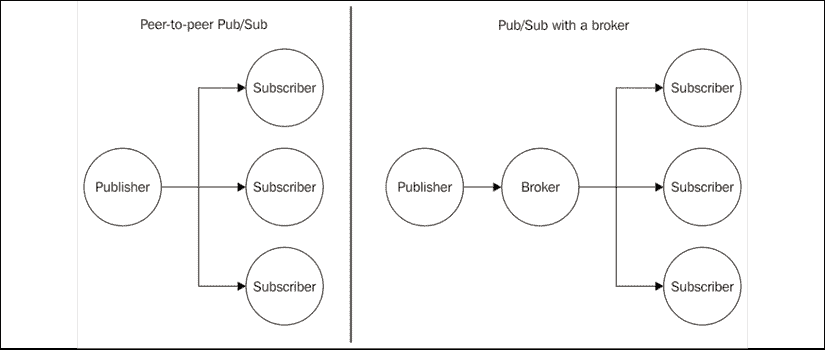 Peer-to-peer Pub/Sub
Subscriber
Publisher
Subscriber
Subscriber
Pub/Sub with a broker
Subscriber
Publisher
Broker
Subscriber
Subscriber